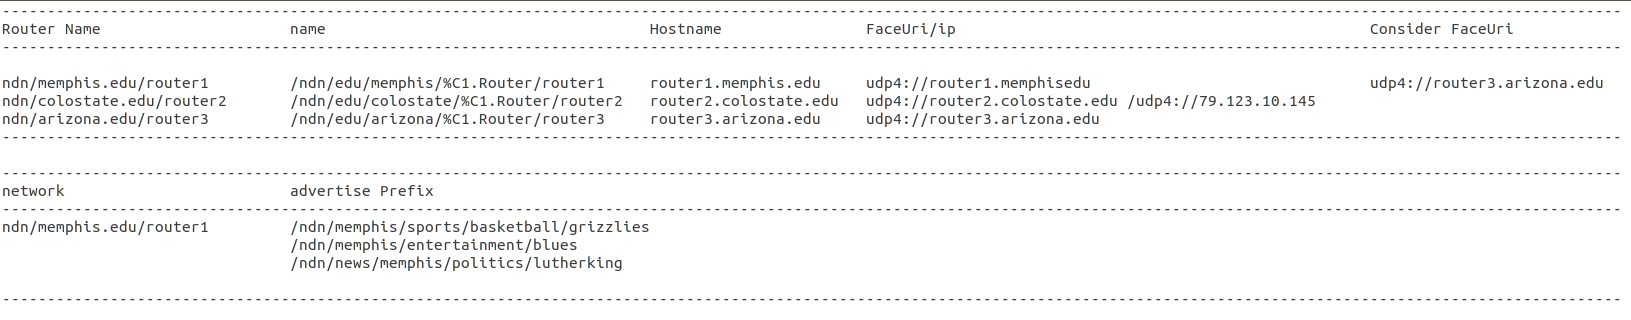 Router Name name Hostname FaceUri/ip Consider FaceUri
ndn/memphis.edu/router1 /ndn/edu/memphis/%C1.Router/router1 router1.memphis.edu udp4://router1.memphisedu udp4://router3.arizona.edu
ndn/colostate.edu/router2 /ndn/edu/colostate/%C1.Router/router2 router2.colostate.edu udp4://router2.colostate.edu /udp4://79.123.10.145
ndn/arizona.edu/router3 /ndn/edu/arizona/%C1.Router/router3 router3.arizona.edu udp4://router3.arizona.edu
network advertise Prefix
ndn/memphis.edu/router1 /ndn/memphis/sports/basketball/grizzlies
/ndn/memphis/entertainment/blues
/ndn/news/memphis/politics/lutherking